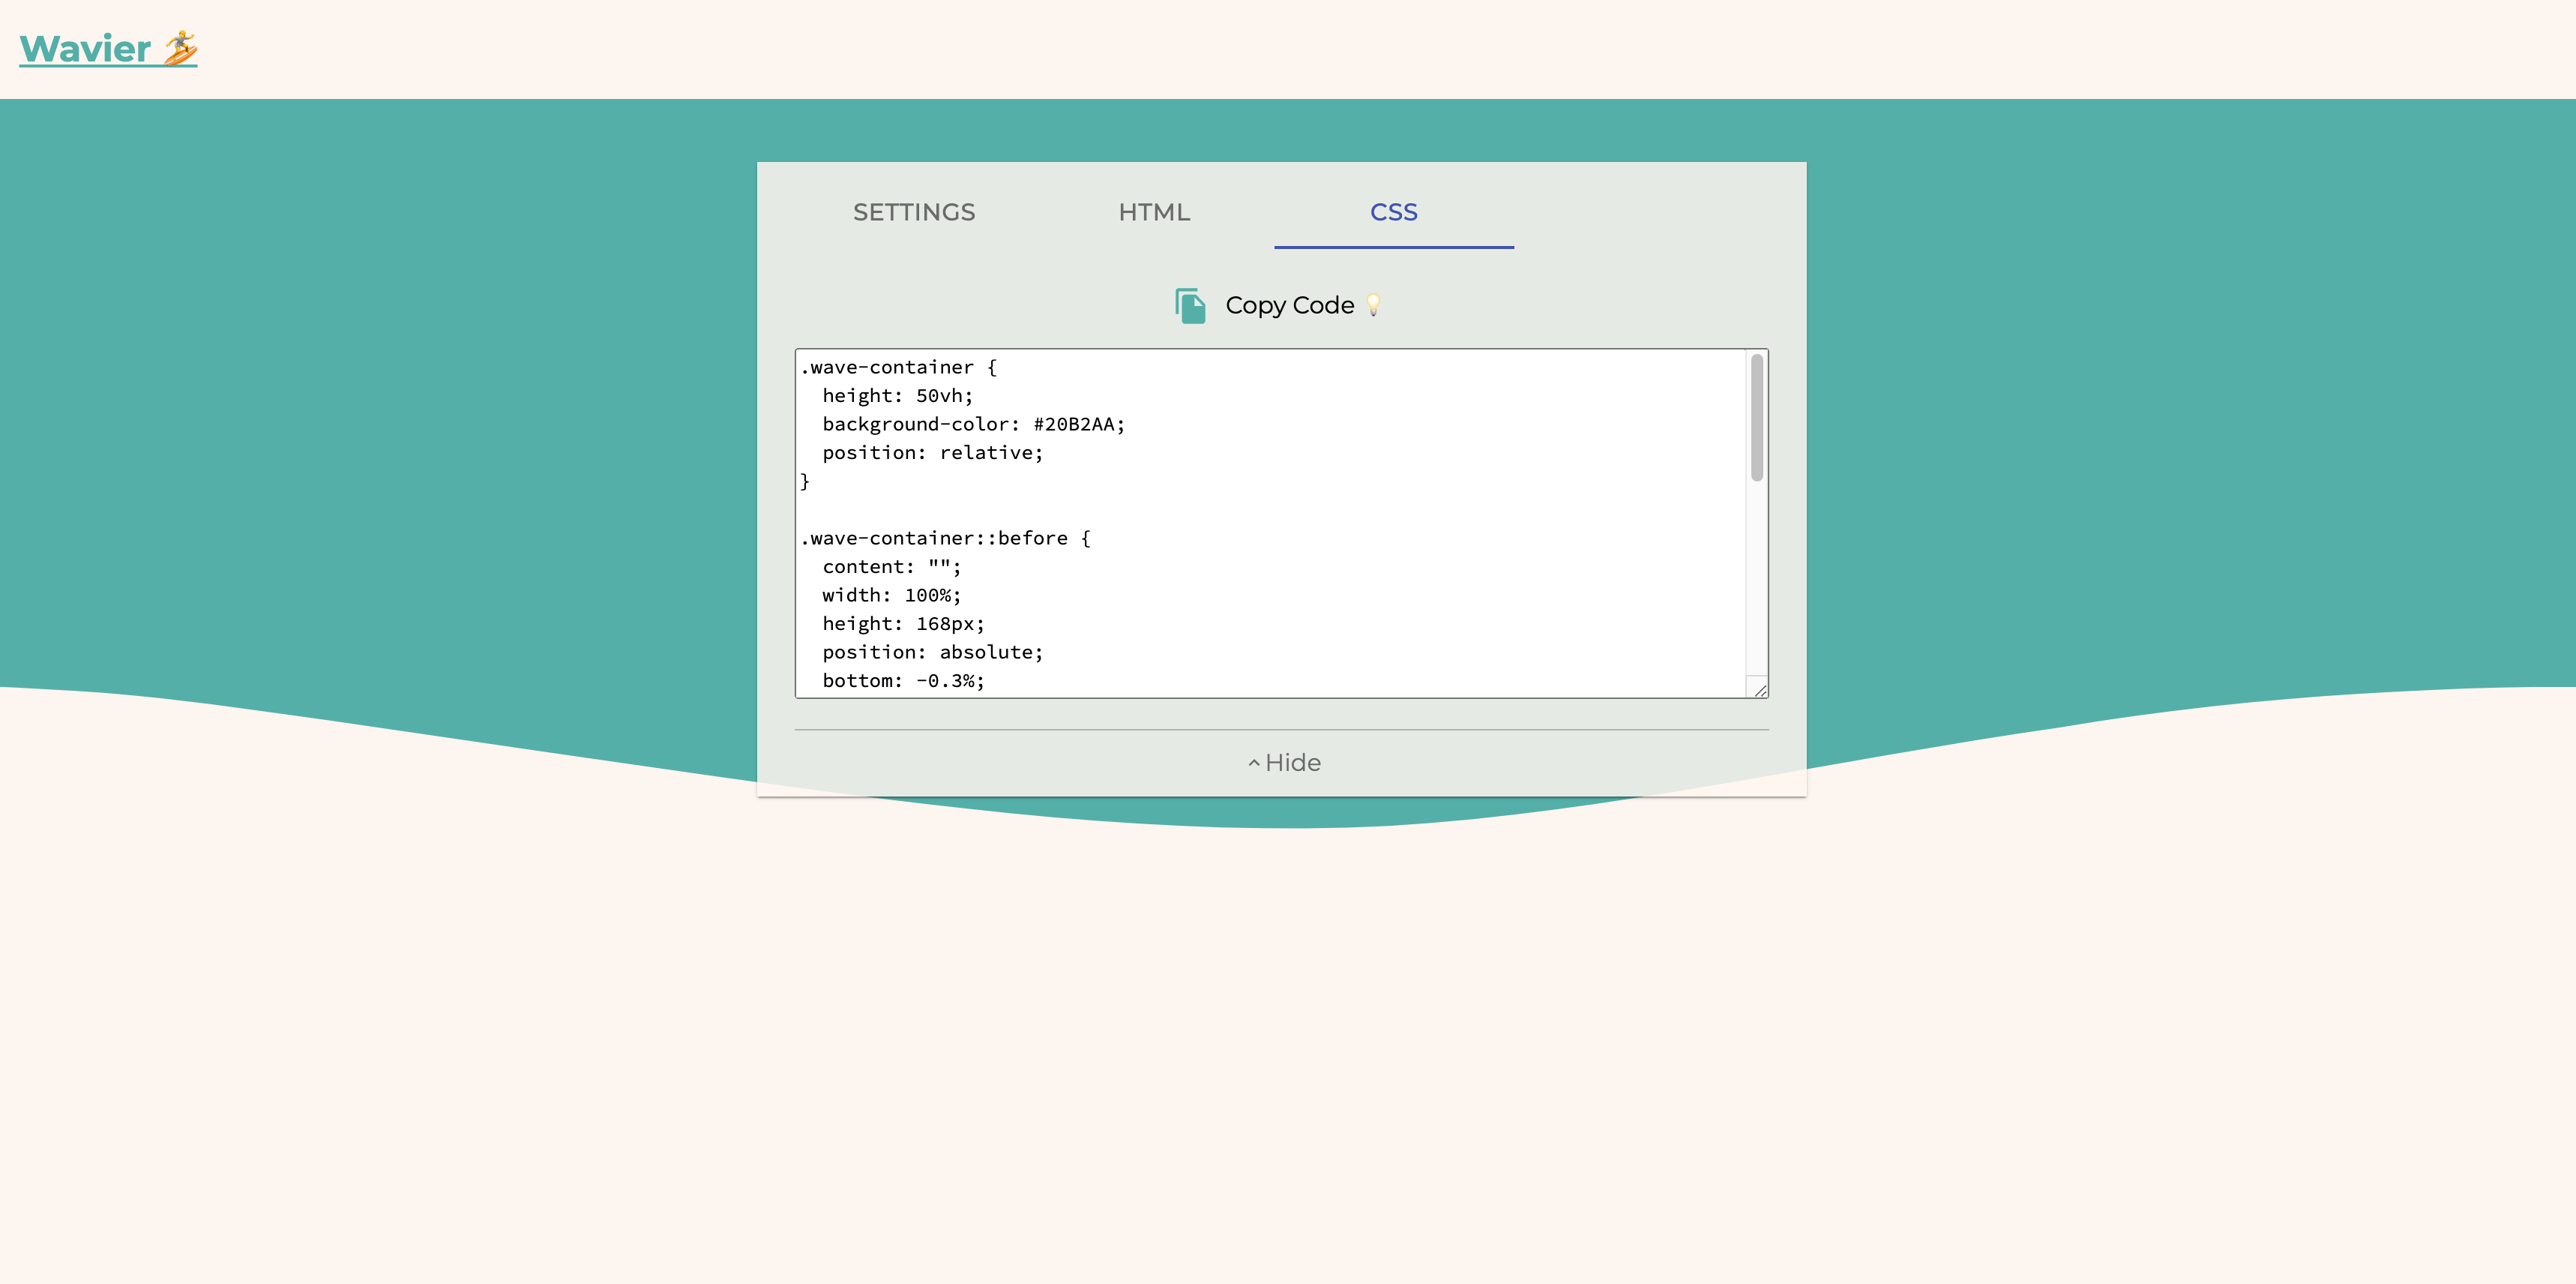 Wavier 🏄
SETTINGS HTML CSS
Copy Code 💡
.wave-container {
  height: 50vh;
  background-color: #20B2AA;
  position: relative;
}
.wave-container::before {
  content: "";
  width: 100%;
  height: 168px;
  position: absolute;
  bottom: -0.3%;
Hide